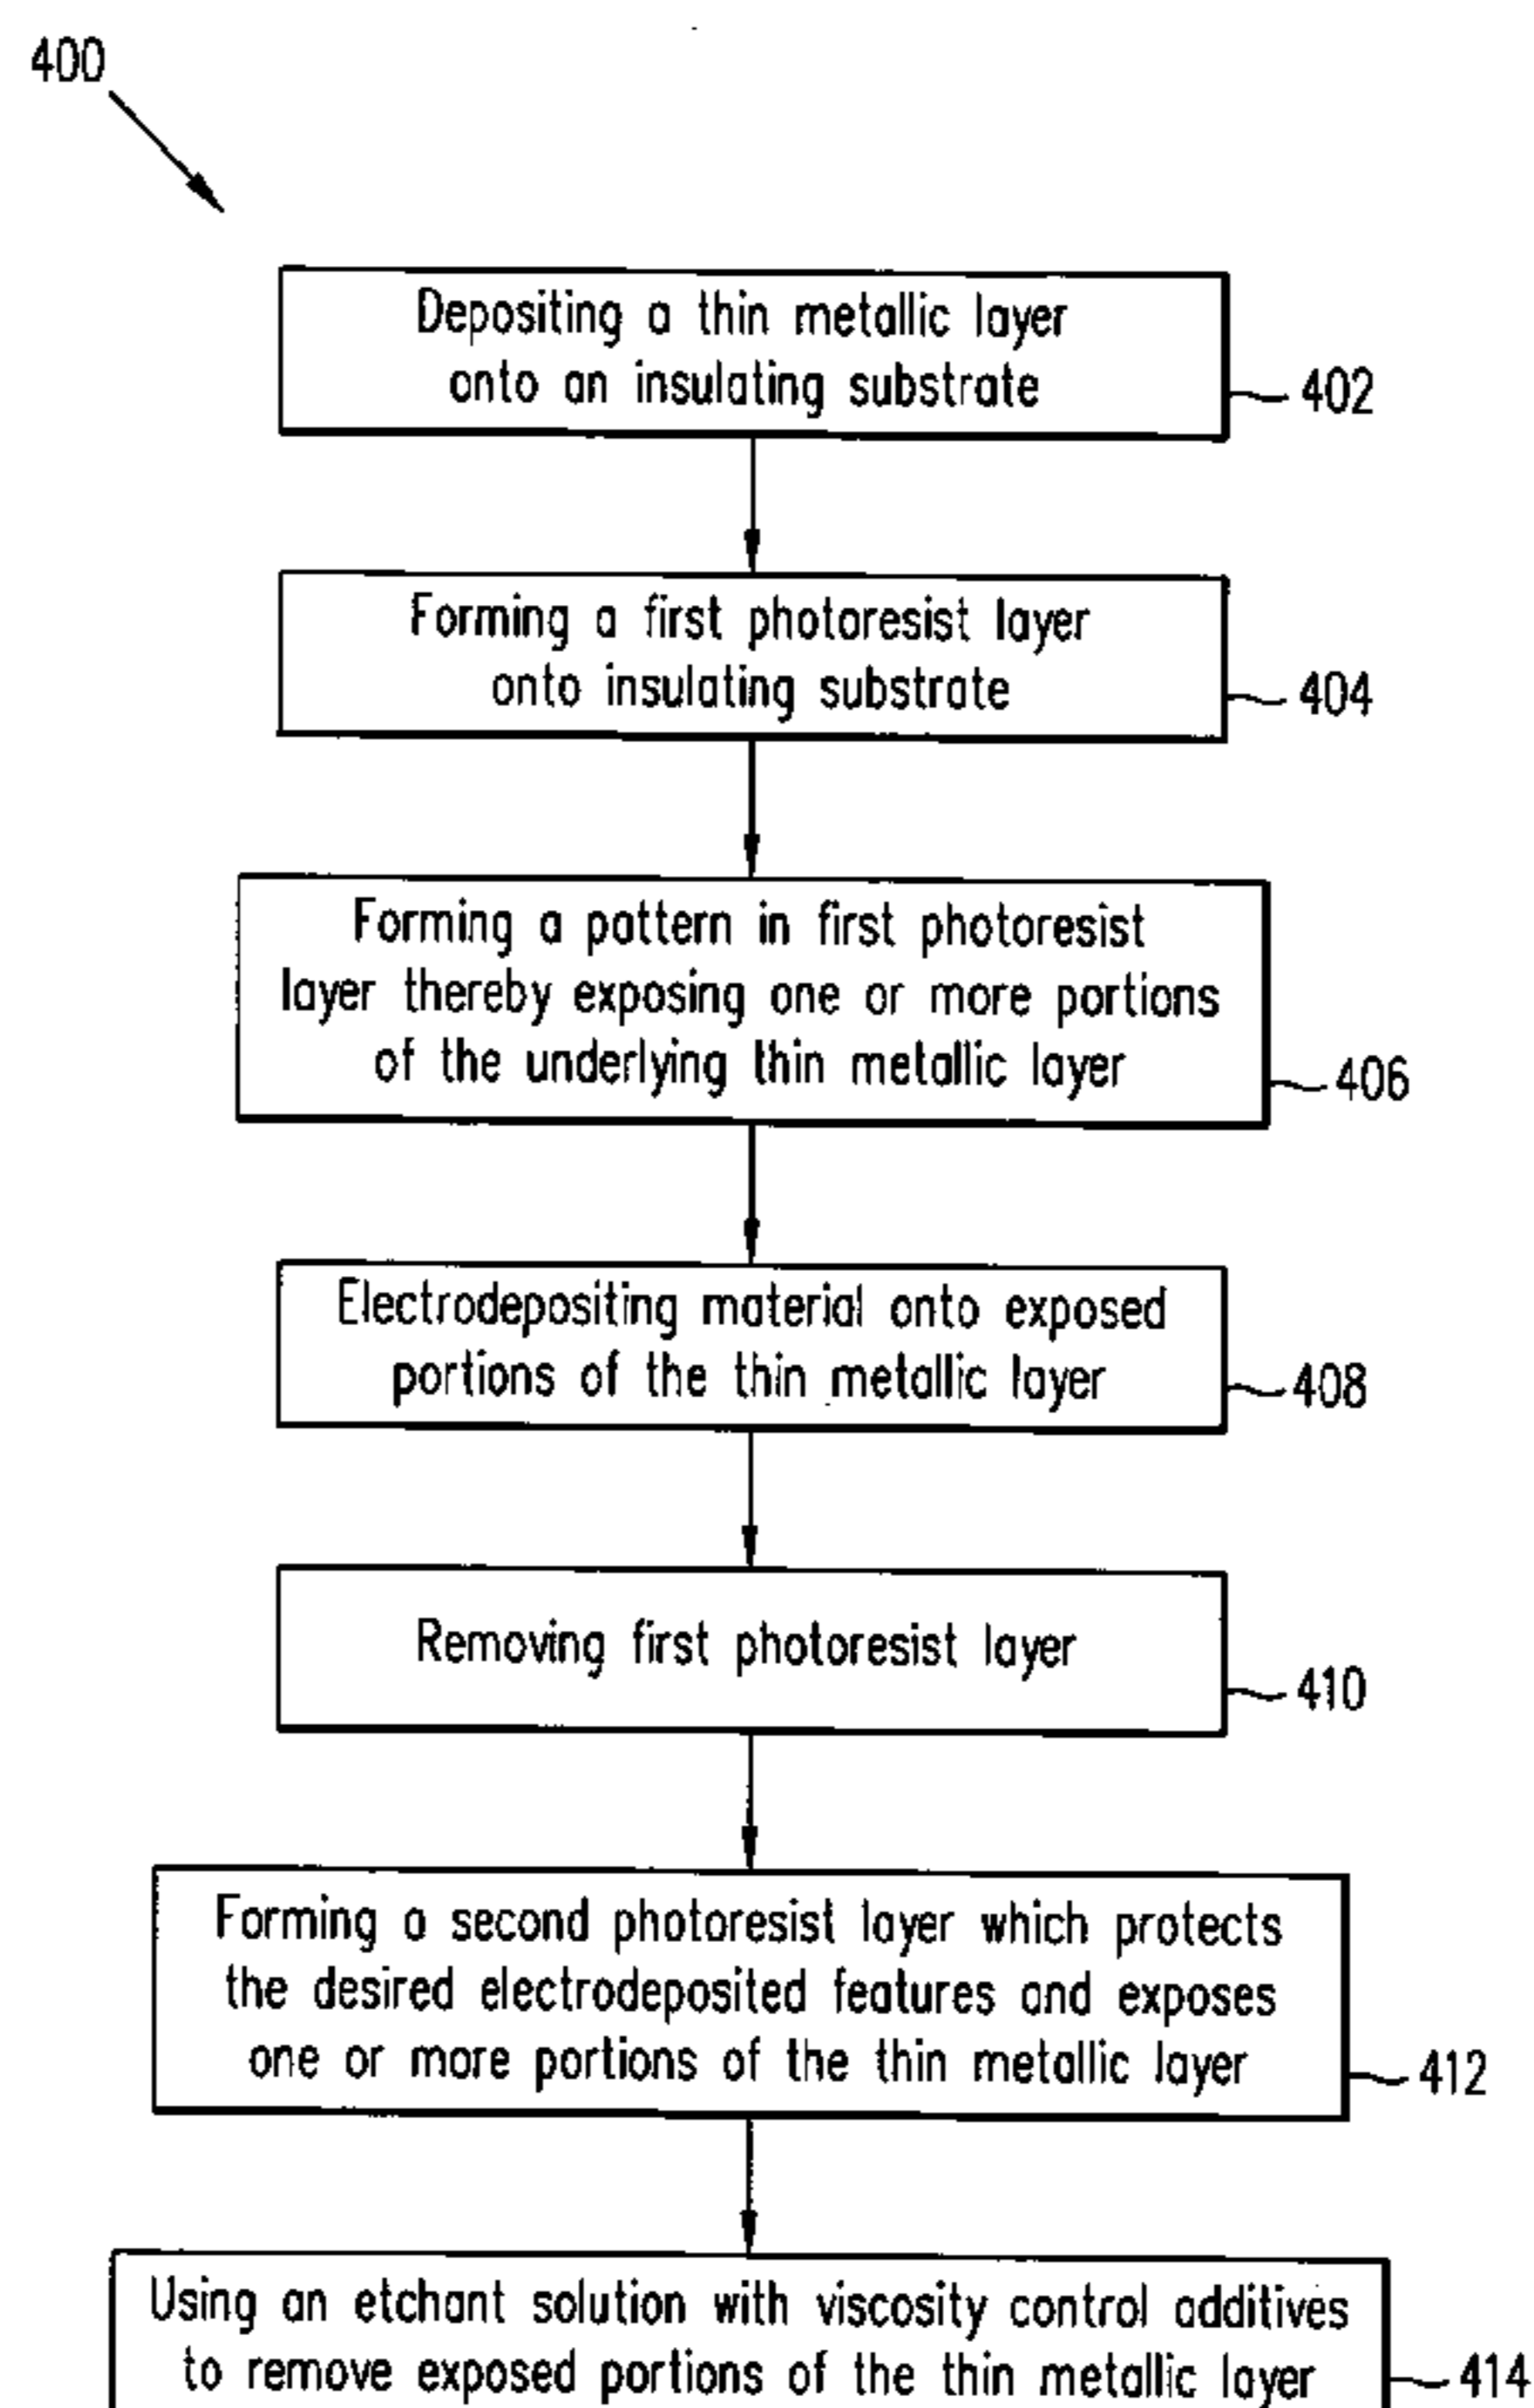 400
Depositing a thin metallic layer
onto an insulating substrate
402
Forming a first photoresist layer
onto insulating substrate
404
Forming a pattern in first photoresist
layer thereby exposing one or more portions
of the underlying thin metallic layer
406
Electrodepositing material onto exposed
portions of the thin metallic layer
408
Removing first photoresist layer
410
Forming a second photoresist layer which protects
the desired electrodeposited features and exposes
one or more portions of the thin metallic layer
412
Using an etchant solution with viscosity control additives
to remove exposed portions of the thin metallic layer
414